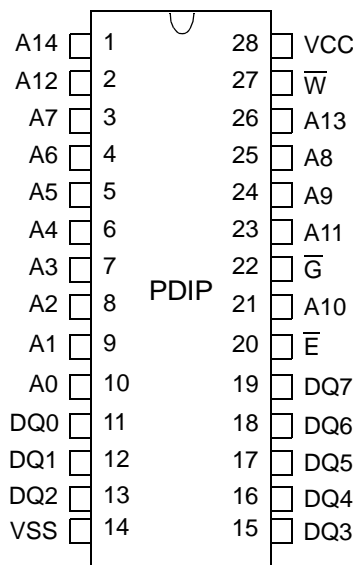 A14 1 28 VCC
A12 2 27 W̅
A7 3 26 A13
A6 4 25 A8
A5 5 24 A9
A4 6 23 A11
A3 7 22 G̅
PDIP
A2 8 21 A10
A1 9 20 E̅
A0 10 19 DQ7
DQ0 11 18 DQ6
DQ1 12 17 DQ5
DQ2 13 16 DQ4
VSS 14 15 DQ3